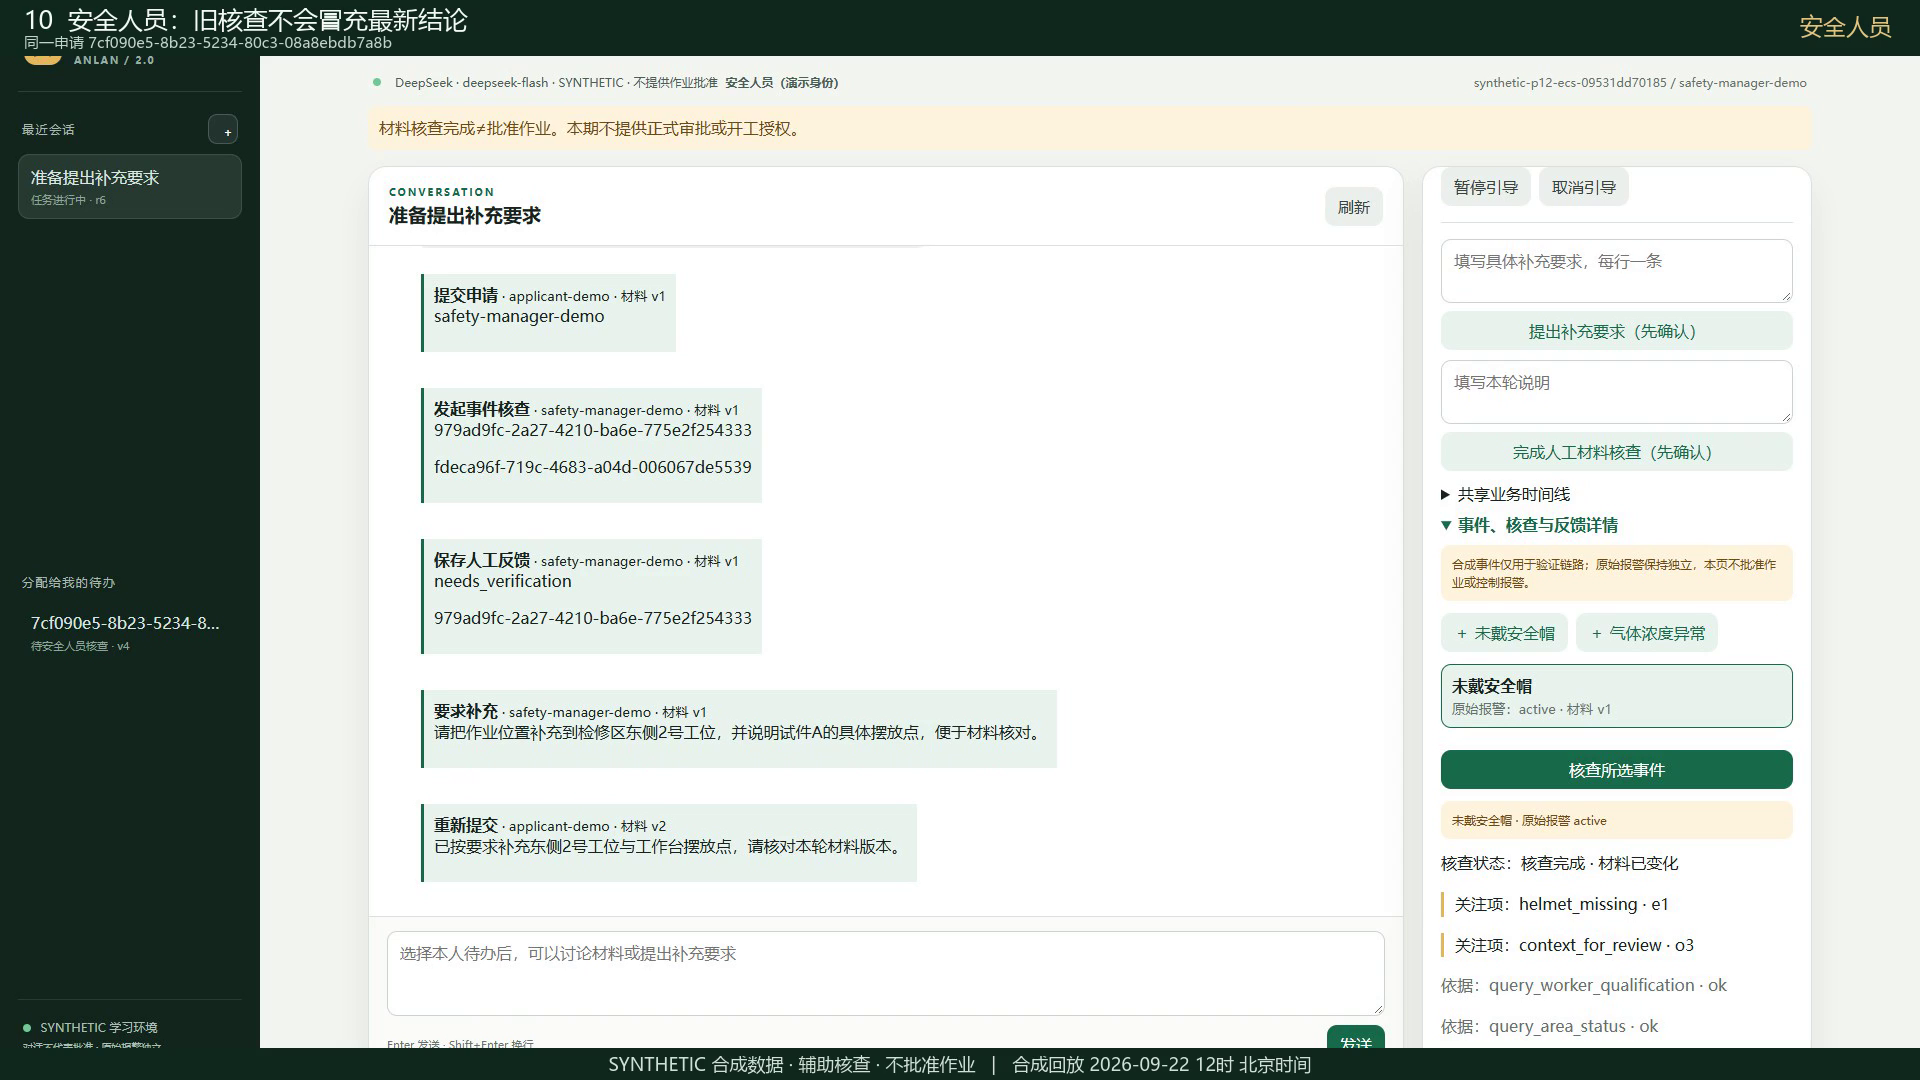 10 安全人员：旧核查不会冒充最新结论
同一申请 7cf090e5-8b23-5234-80c3-08a8ebdb7a8b
安全人员
ANLAN / 2.0
最近会话
+
准备提出补充要求
任务进行中 · r6
分配给我的待办
7cf090e5-8b23-5234-8...
待安全人员核查 · v4
SYNTHETIC 学习环境
DeepSeek · deepseek-flash · SYNTHETIC · 不提供作业批准 安全人员（演示身份）
synthetic-p12-ecs-09531dd70185 / safety-manager-demo
材料核查完成≠批准作业。本期不提供正式审批或开工授权。
CONVERSATION
准备提出补充要求
刷新
提交申请 · applicant-demo · 材料 v1
safety-manager-demo
发起事件核查 · safety-manager-demo · 材料 v1
979ad9fc-2a27-4210-ba6e-775e2f254333
fdeca96f-719c-4683-a04d-006067de5539
保存人工反馈 · safety-manager-demo · 材料 v1
needs_verification
979ad9fc-2a27-4210-ba6e-775e2f254333
要求补充 · safety-manager-demo · 材料 v1
请把作业位置补充到检修区东侧2号工位，并说明试件A的具体摆放点，便于材料核对。
重新提交 · applicant-demo · 材料 v2
已按要求补充东侧2号工位与工作台摆放点，请核对本轮材料版本。
选择本人待办后，可以讨论材料或提出补充要求
Enter 发送 · Shift+Enter 换行
发送
暂停引导
取消引导
填写具体补充要求，每行一条
提出补充要求（先确认）
填写本轮说明
完成人工材料核查（先确认）
▶ 共享业务时间线
▼ 事件、核查与反馈详情
合成事件仅用于验证链路；原始报警保持独立，本页不批准作
业或控制报警。
+ 未戴安全帽
+ 气体浓度异常
未戴安全帽
原始报警：active · 材料 v1
核查所选事件
未戴安全帽 · 原始报警 active
核查状态：核查完成 · 材料已变化
关注项：helmet_missing · e1
关注项：context_for_review · o3
依据：query_worker_qualification · ok
依据：query_area_status · ok
SYNTHETIC 合成数据 · 辅助核查 · 不批准作业 | 合成回放 2026-09-22 12时 北京时间